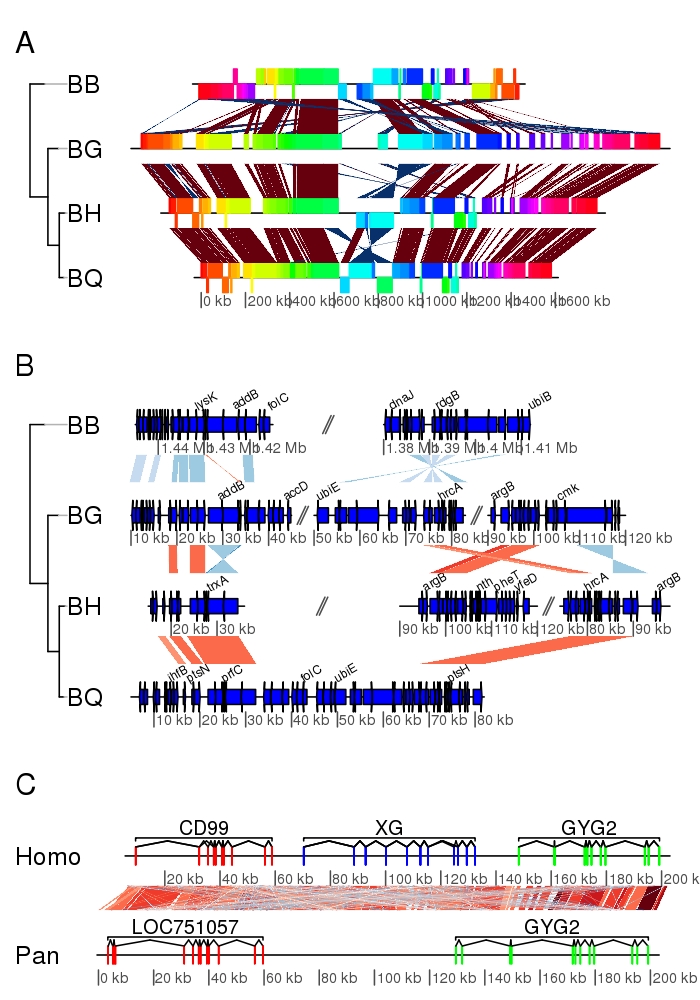 A
BB
BG
BH
BQ
0 kb 200 kb 400 kb 600 kb 800 kb 1000 kb 1200 kb 1400 kb 1600 kb
B
lysK addB folC dnaJ rdgB ubiB
BB
1.44 Mb 1.43 Mb 1.42 Mb 1.38 Mb 1.39 Mb 1.4 Mb 1.41 Mb
addB accD ubiE hrcA argB cmk
BG
10 kb 20 kb 30 kb 40 kb 50 kb 60 kb 70 kb 80 kb 90 kb 100 kb 110 kb 120 kb
trxA argB nth pheT yfeD hrcA argB
BH
20 kb 30 kb 90 kb 100 kb 110 kb 120 kb 80 kb 90 kb
ihfB ptsN prfC folC ubiE ptsH
BQ
10 kb 20 kb 30 kb 40 kb 50 kb 60 kb 70 kb 80 kb
C
CD99 XG GYG2
Homo
20 kb 40 kb 60 kb 80 kb 100 kb 120 kb 140 kb 160 kb 180 kb 200 kb
LOC751057 GYG2
Pan
0 kb 20 kb 40 kb 60 kb 80 kb 100 kb 120 kb 140 kb 160 kb 180 kb 200 kb